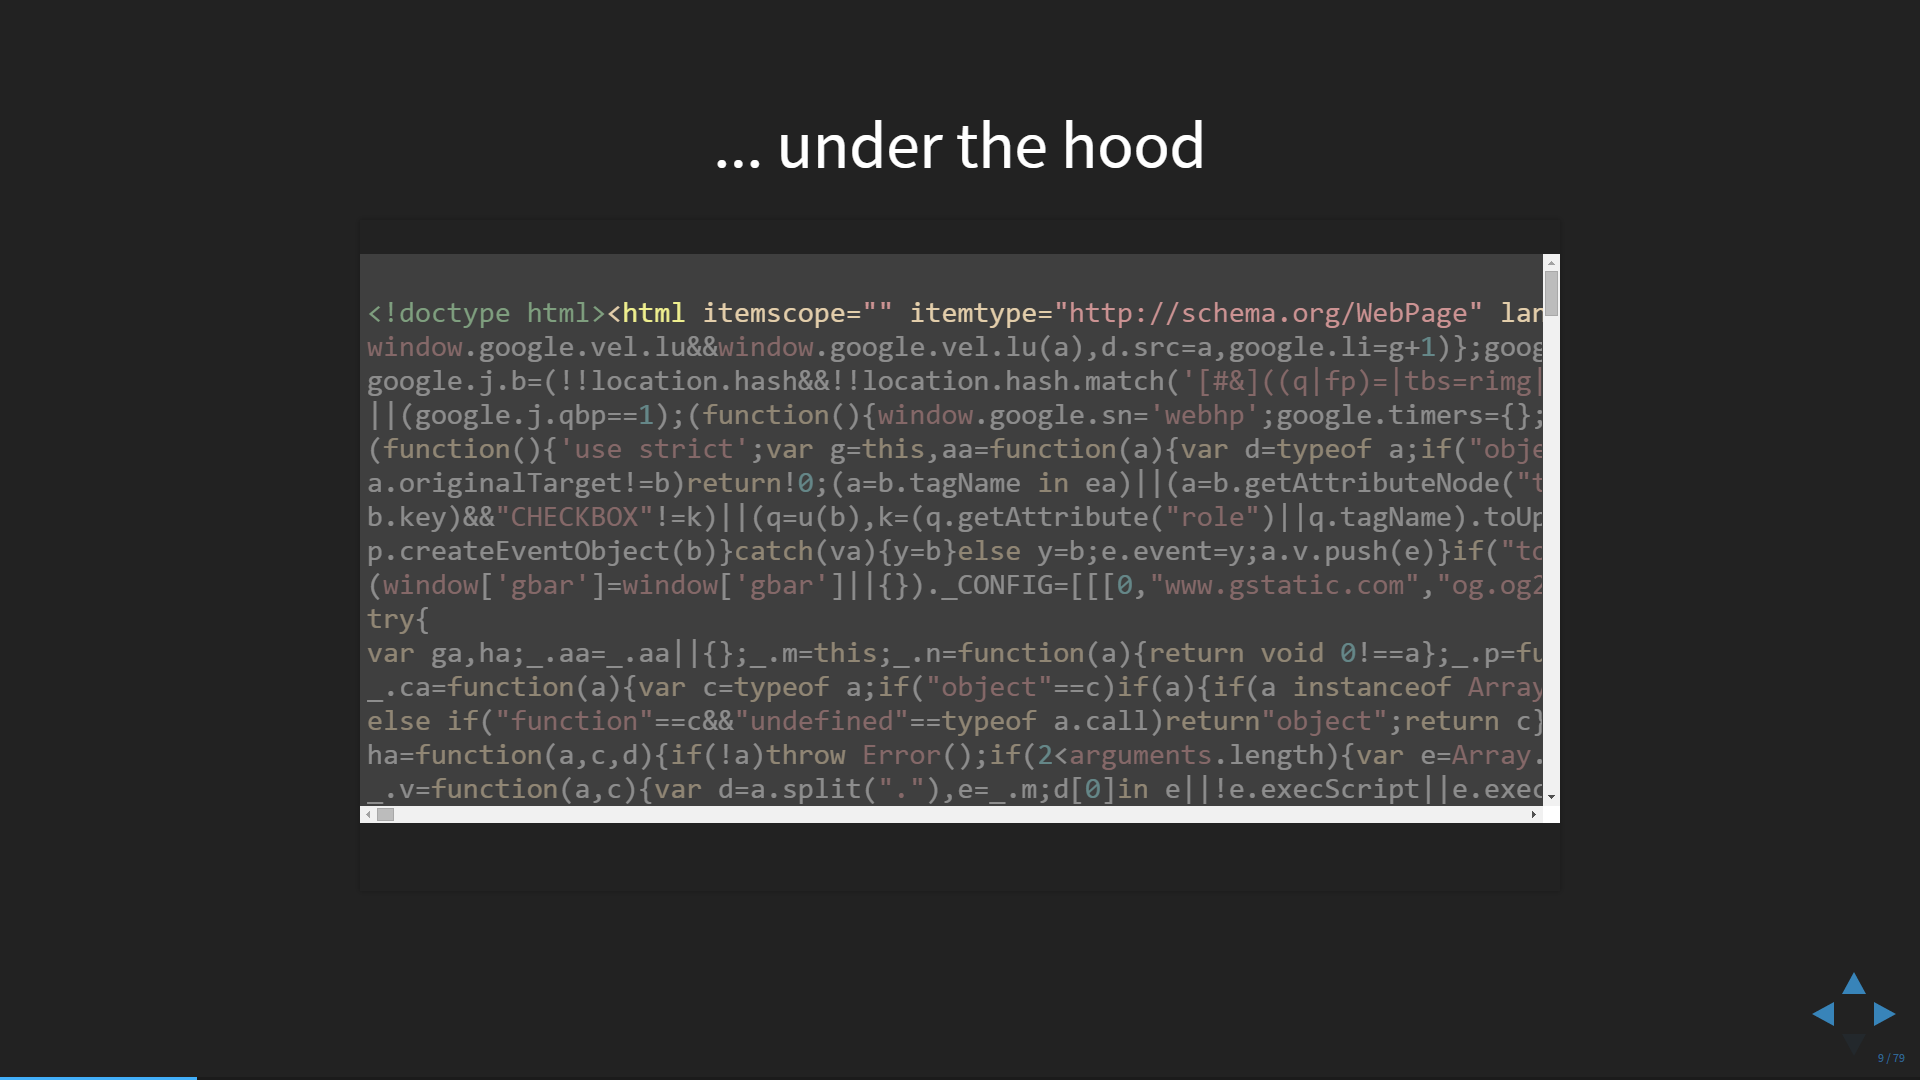 ... under the hood
<!doctype html><html itemscope="" itemtype="http://schema.org/WebPage" lan
window.google.vel.lu&&window.google.vel.lu(a),d.src=a,google.li=g+1)};goog
google.j.b=(!!location.hash&&!!location.hash.match('[#&]((q|fp)=|tbs=rimg|
||(google.j.qbp==1);(function(){window.google.sn='webhp';google.timers={};
(function(){'use strict';var g=this,aa=function(a){var d=typeof a;if("obje
a.originalTarget!=b)return!0;(a=b.tagName in ea)||(a=b.getAttributeNode("t
b.key)&&"CHECKBOX"!=k)||(q=u(b),k=(q.getAttribute("role")||q.tagName).toUp
p.createEventObject(b)}catch(va){y=b}else y=b;e.event=y;a.v.push(e)}if("to
(window['gbar']=window['gbar']||{})._CONFIG=[[[0,"www.gstatic.com","og.og2
try{
var ga,ha;_.aa=_.aa||{};_.m=this;_.n=function(a){return void 0!==a};_.p=fu
_.ca=function(a){var c=typeof a;if("object"==c)if(a){if(a instanceof Array
else if("function"==c&&"undefined"==typeof a.call)return"object";return c}
ha=function(a,c,d){if(!a)throw Error();if(2<arguments.length){var e=Array.
_.v=function(a,c){var d=a.split("."),e=_.m;d[0]in e||!e.execScript||e.exec
9 / 79